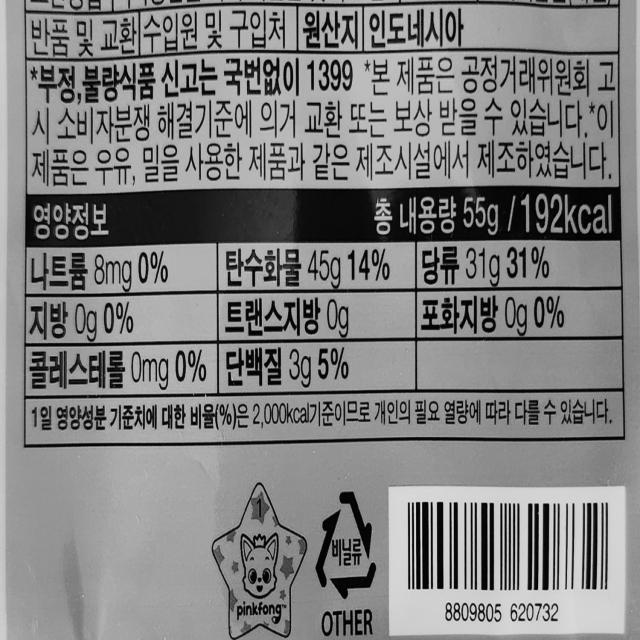 반품 및 교환 수입원 및 구입처 원산지 인도네시아
*부정,불량식품 신고는 국번없이 1399 *본 제품은 공정거래위원회 고
시 소비자분쟁 해결기준에 의거 교환 또는 보상 받을 수 있습니다.*이
제품은 우유, 밀을 사용한 제품과 같은 제조시설에서 제조하였습니다.
영양정보 총 내용량 55g / 192kcal
나트륨 8mg 0% 탄수화물 45g 14% 당류 31g 31%
지방 0g 0% 트랜스지방 0g 포화지방 0g 0%
콜레스테롤 0mg 0% 단백질 3g 5%
1일 영양성분 기준치에 대한 비율(%)은 2,000kcal기준이므로 개인의 필요 열량에 따라 다를 수 있습니다.
1
pinkfong™
비닐류
OTHER
8809805 620732